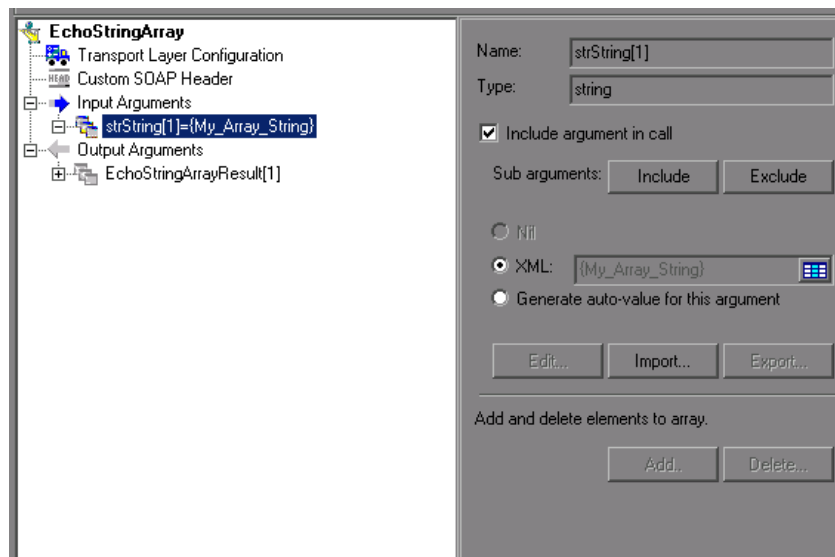 EchoStringArray
Transport Layer Configuration
HEAD Custom SOAP Header
Input Arguments
strString[1]={My_Array_String}
Output Arguments
EchoStringArrayResult[1]
Name: strString[1]
Type: string
Include argument in call
Sub arguments: Include Exclude
Nil
XML: {My_Array_String}
Generate auto-value for this argument
Edit... Import... Export...
Add and delete elements to array.
Add.. Delete...